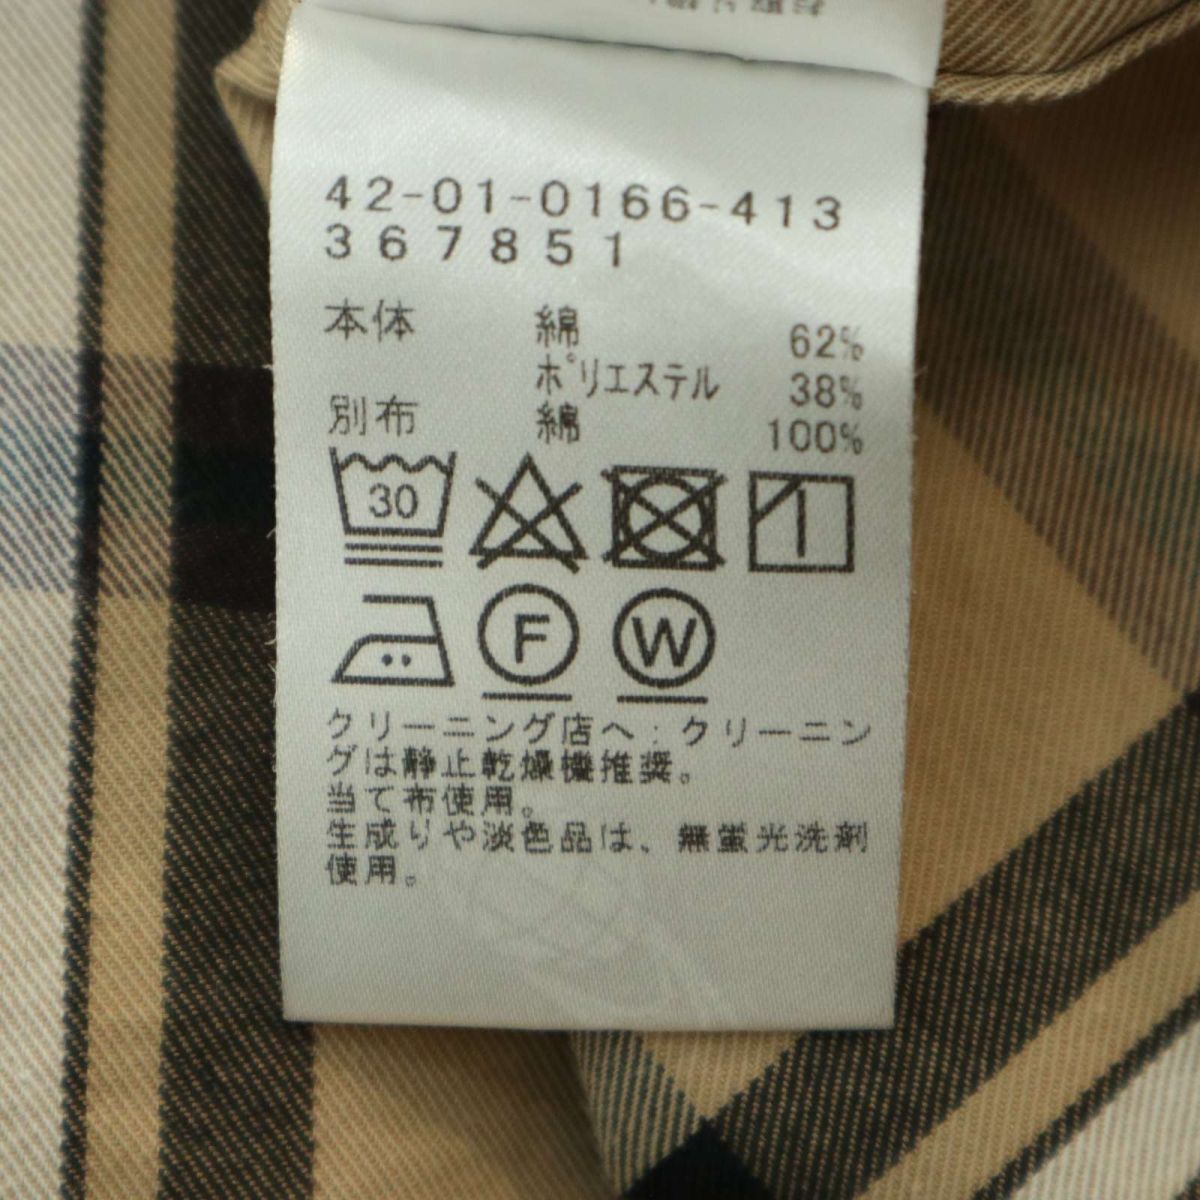 42-01-0166-413
367851
本体 綿 62%
ポリエステル 38%
別布 綿 100%
30
F W
クリーニング店へ：クリーニン
グは静止乾燥機推奨。
当て布使用。
生成りや淡色品は、無蛍光洗剤
使用。